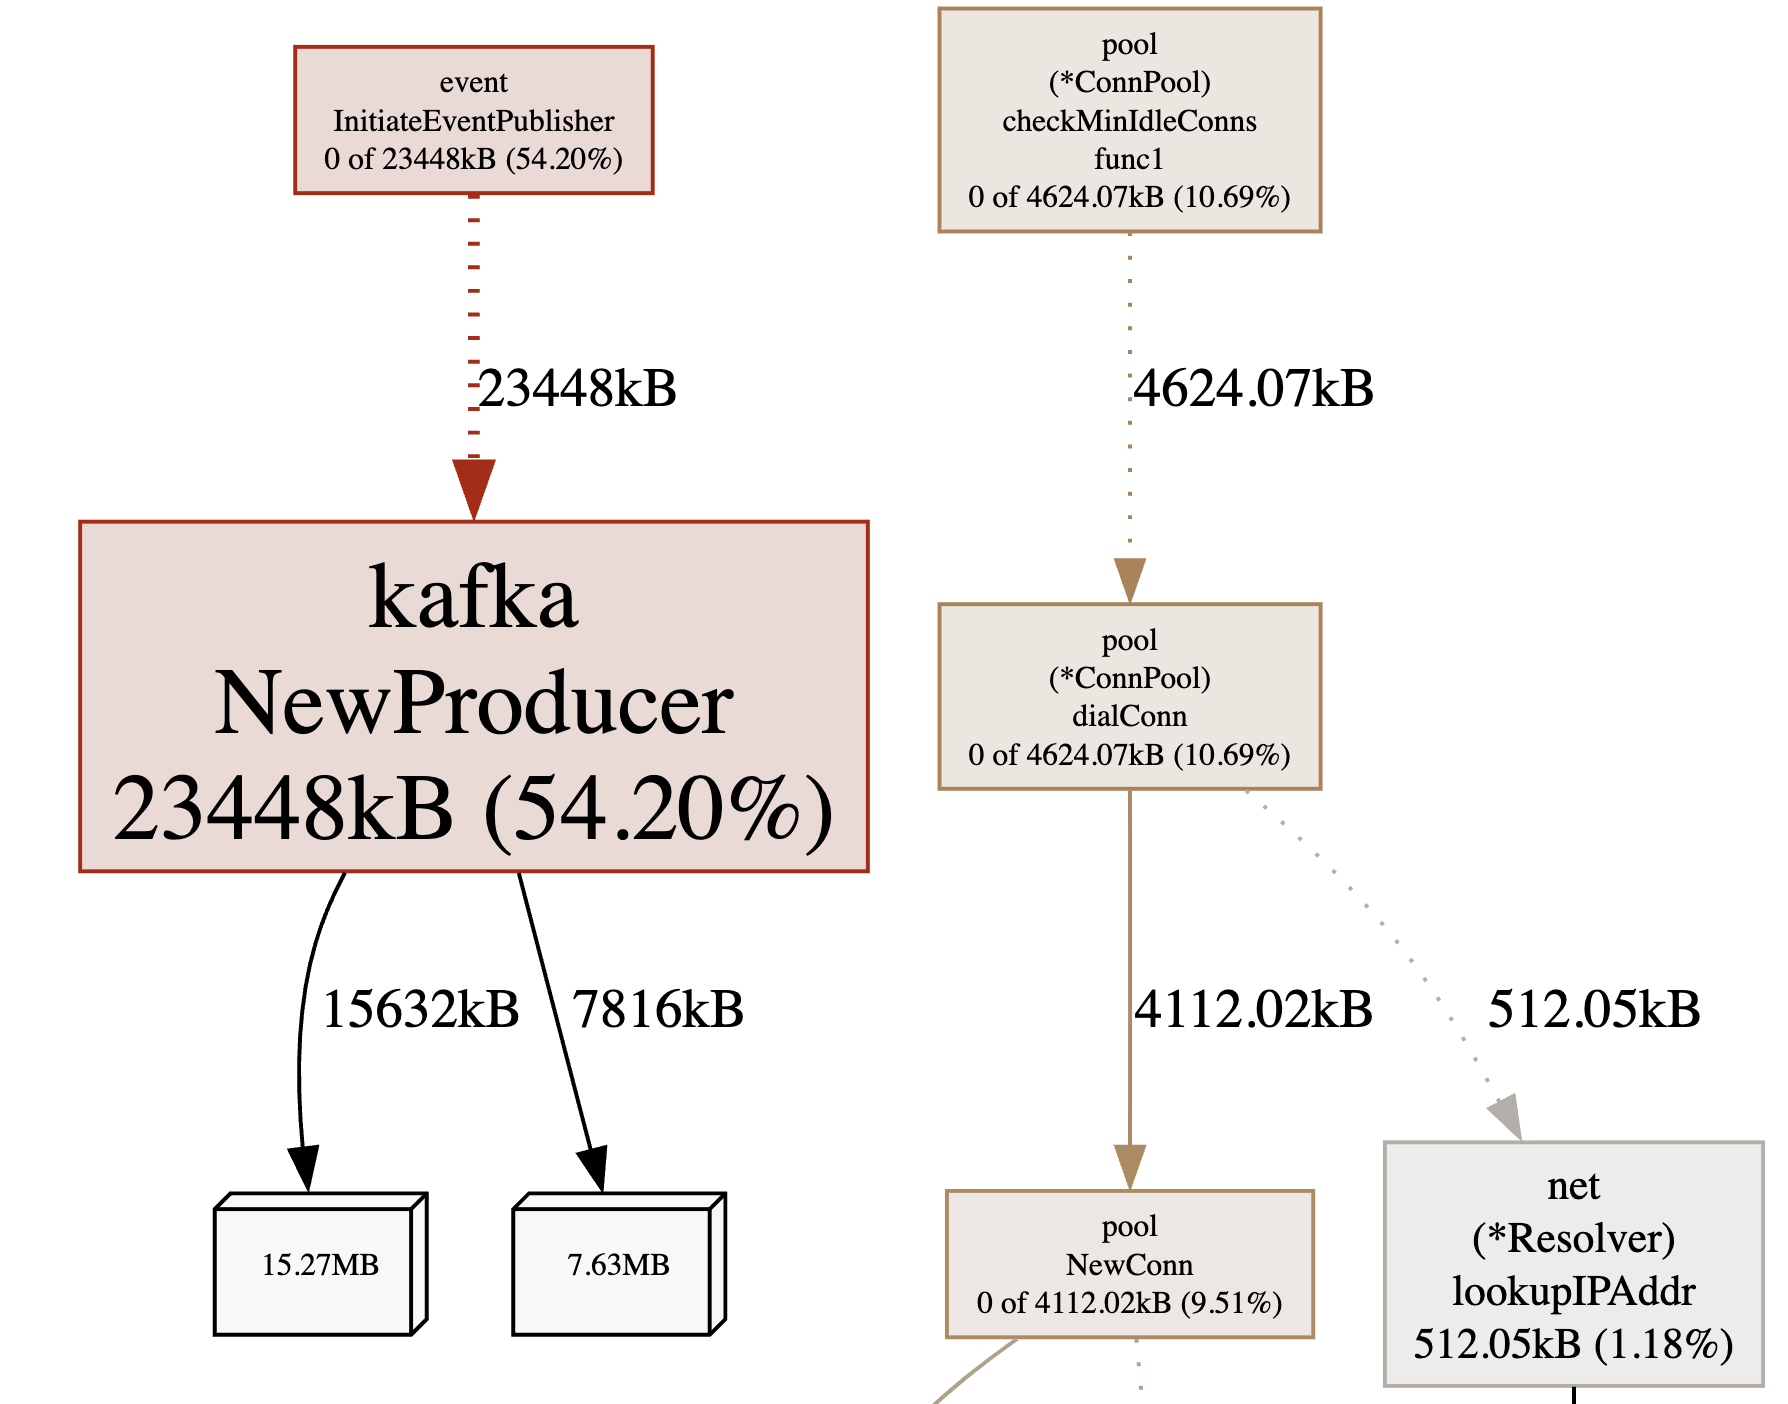 event
InitiateEventPublisher
0 of 23448kB (54.20%)
23448kB
kafka
NewProducer
23448kB (54.20%)
15632kB
7816kB
15.27MB
7.63MB
pool
(*ConnPool)
checkMinIdleConns
func1
0 of 4624.07kB (10.69%)
4624.07kB
pool
(*ConnPool)
dialConn
0 of 4624.07kB (10.69%)
4112.02kB
512.05kB
pool
NewConn
0 of 4112.02kB (9.51%)
net
(*Resolver)
lookupIPAddr
512.05kB (1.18%)